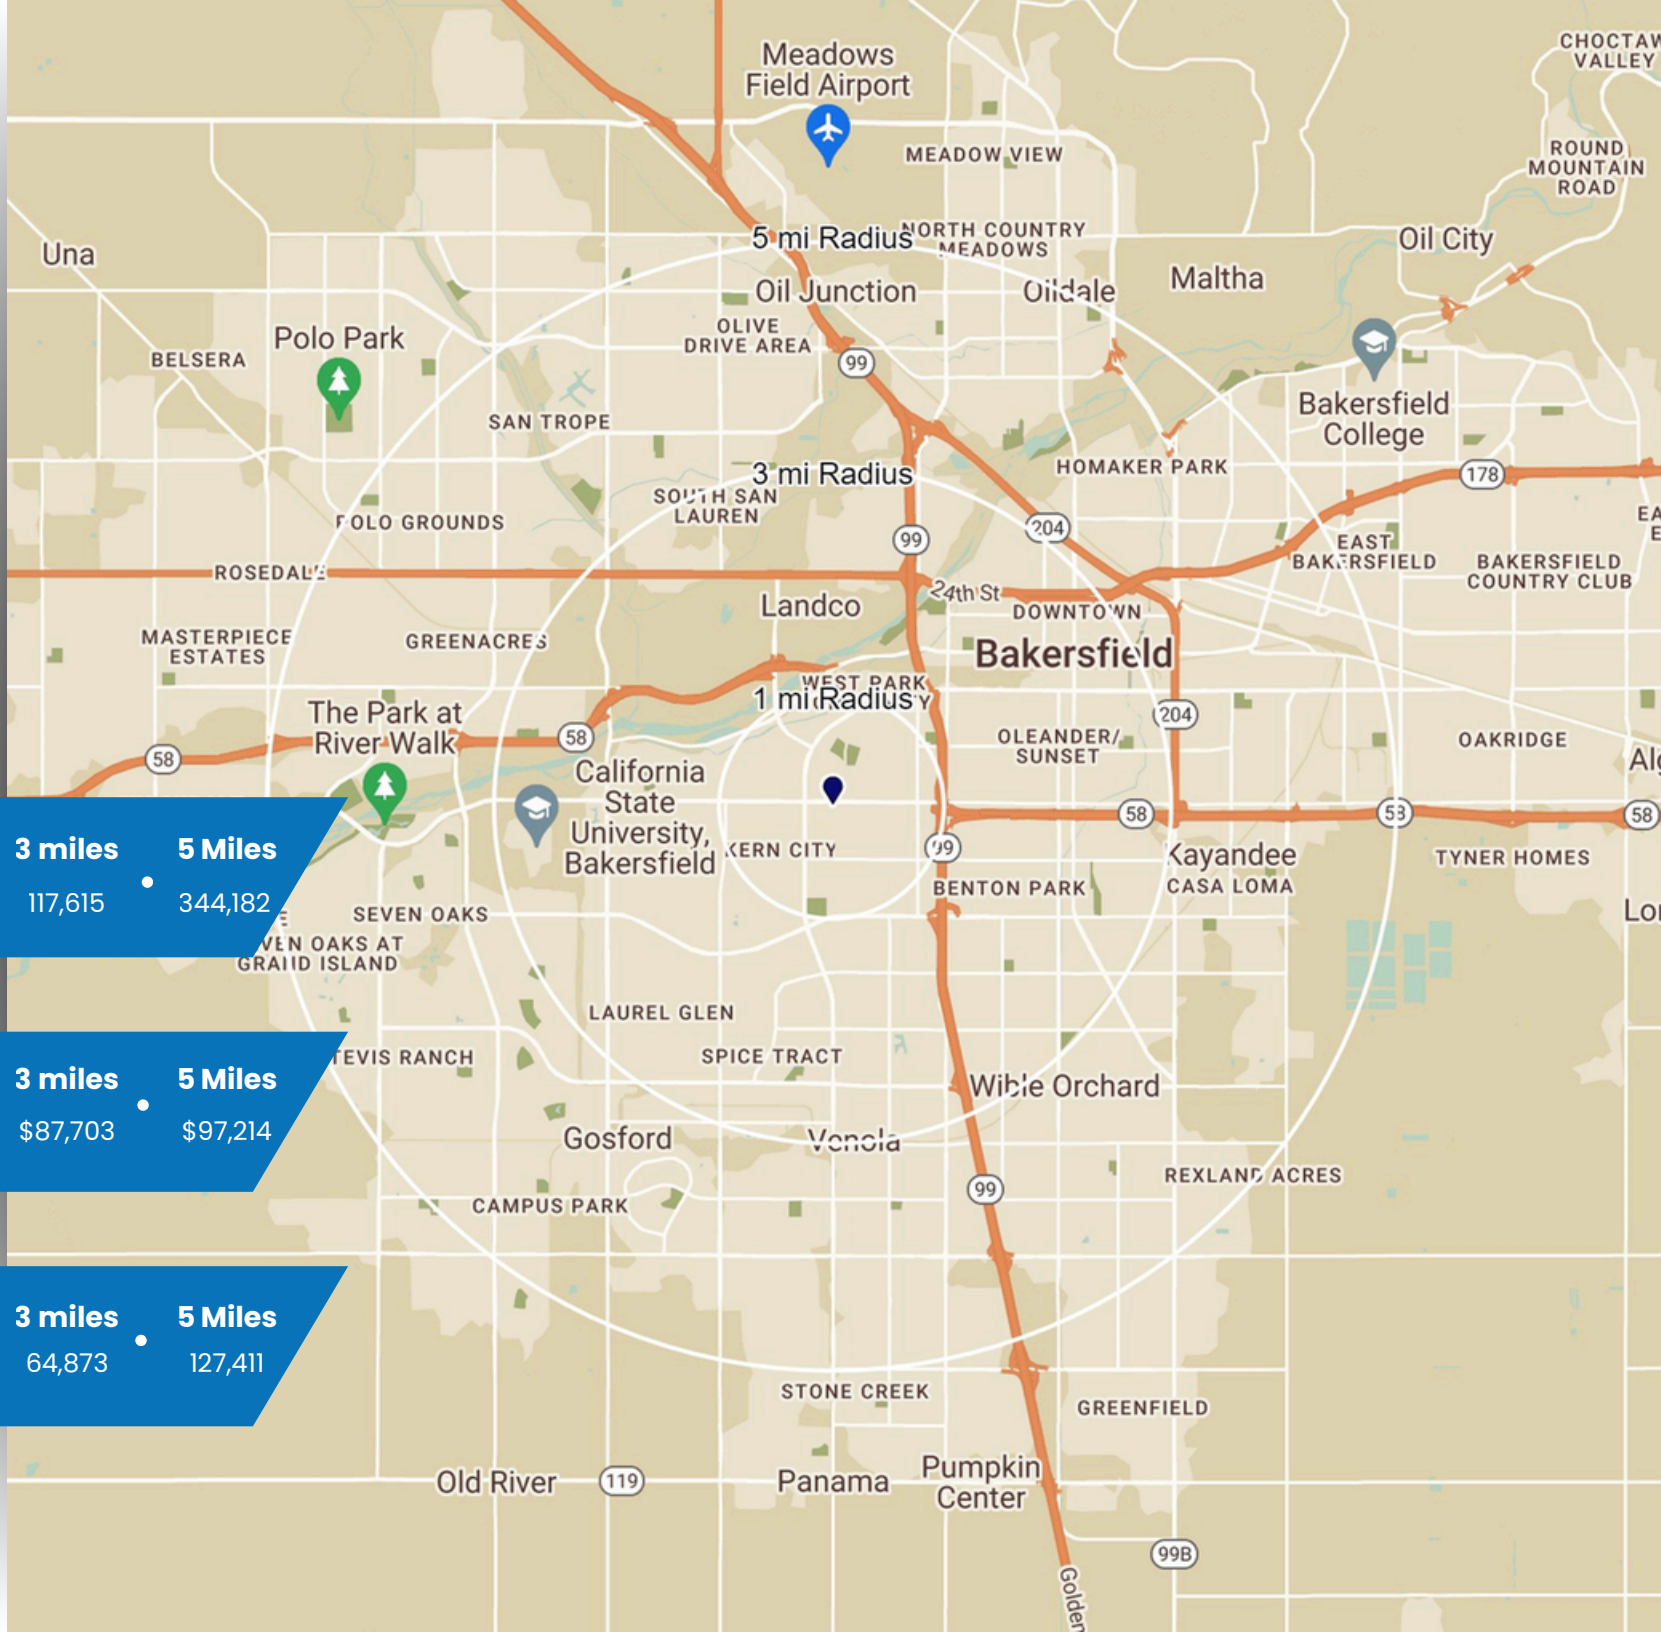 Meadows
Field Airport
CHOCTAW
VALLEY
MEADOW VIEW
ROUND
MOUNTAIN
ROAD
Una
5 mi Radius
NORTH COUNTRY
MEADOWS
Oil City
Maltha
Oil Junction
Oildale
OLIVE
DRIVE AREA
Polo Park
BELSERA
99
SAN TROPE
Bakersfield
College
3 mi Radius
HOMAKER PARK
178
SOUTH SAN
LAUREN
POLO GROUNDS
99
204
EAST
BAKERSFIELD
BAKERSFIELD
COUNTRY CLUB
ROSEDALE
24th St
Landco
DOWNTOWN
MASTERPIECE
ESTATES
GREENACRES
Bakersfield
WEST PARK
1 mi Radius
The Park at
River Walk
58
58
204
OLEANDER/
SUNSET
OAKRIDGE
California
State
University,
Bakersfield
58
58
58
KERN CITY
99
Kayandee
CASA LOMA
TYNER HOMES
BENTON PARK
3 miles
5 Miles
117,615
344,182
SEVEN OAKS
VEN OAKS AT
GRAND ISLAND
LAUREL GLEN
SPICE TRACT
TEVIS RANCH
Wible Orchard
3 miles
5 Miles
$87,703
$97,214
Gosford
Venola
REXLAND ACRES
99
CAMPUS PARK
3 miles
5 Miles
64,873
127,411
STONE CREEK
GREENFIELD
Old River
119
Panama
Pumpkin
Center
99B
Golden